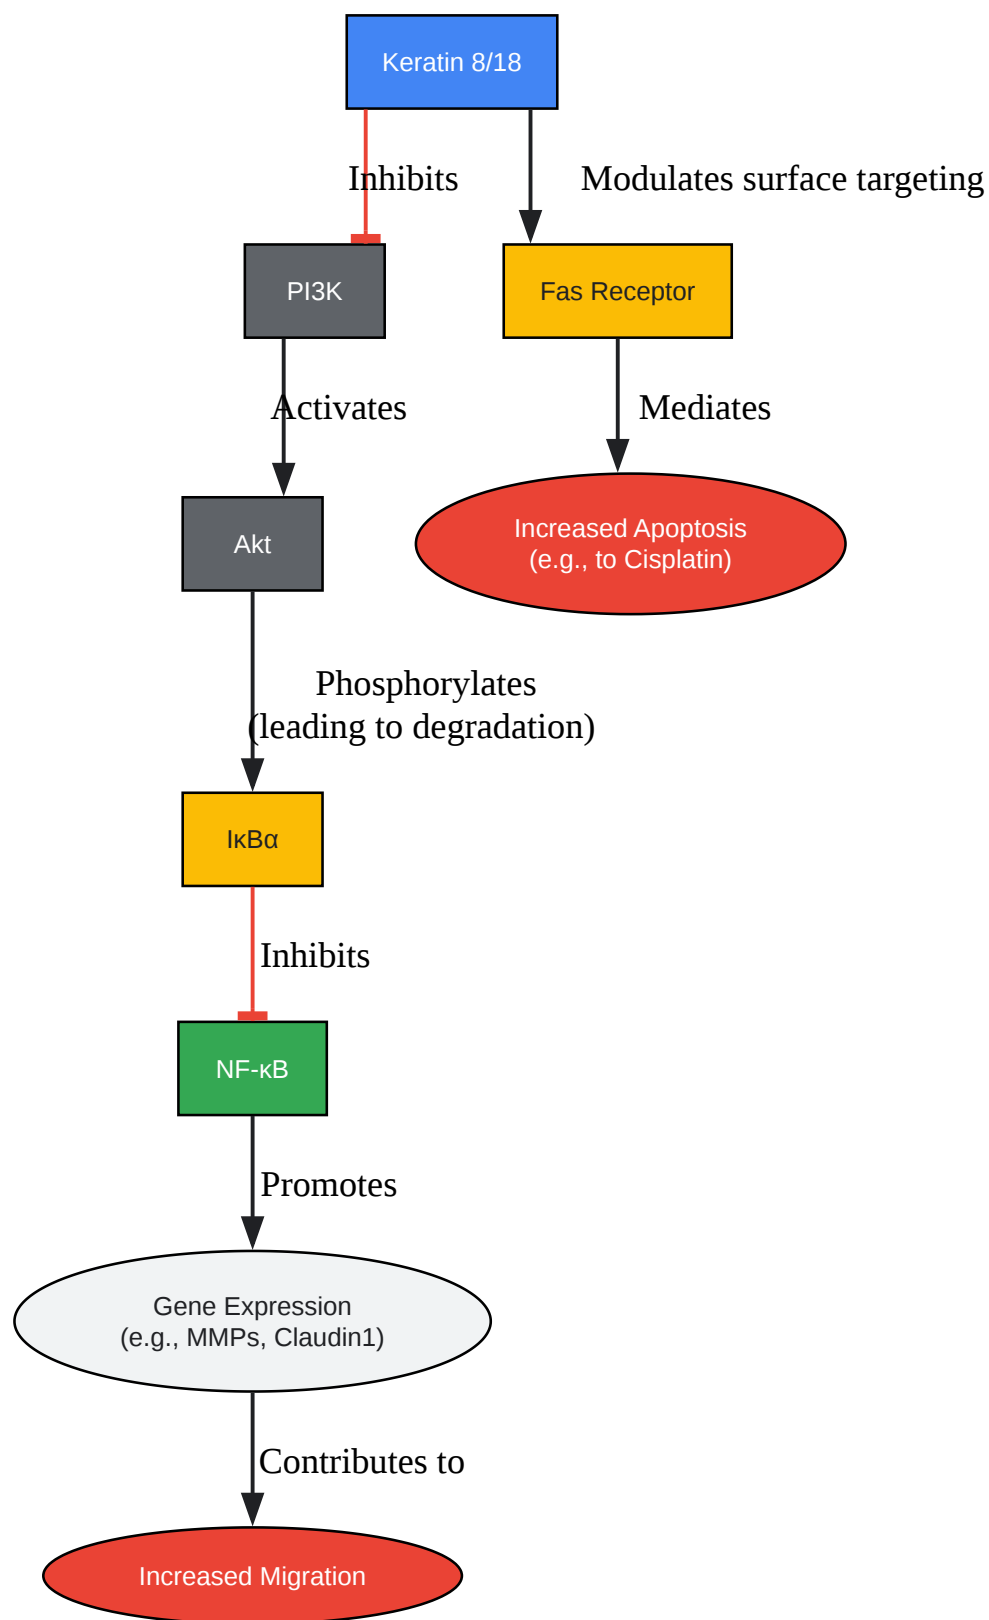 Keratin 8/18
Inhibits
Modulates surface targeting
PI3K
Fas Receptor
Activates
Mediates
Akt
Increased Apoptosis
(e.g., to Cisplatin)
Phosphorylates
(leading to degradation)
IκBα
Inhibits
NF-κB
Promotes
Gene Expression
(e.g., MMPs, Claudin1)
Contributes to
Increased Migration